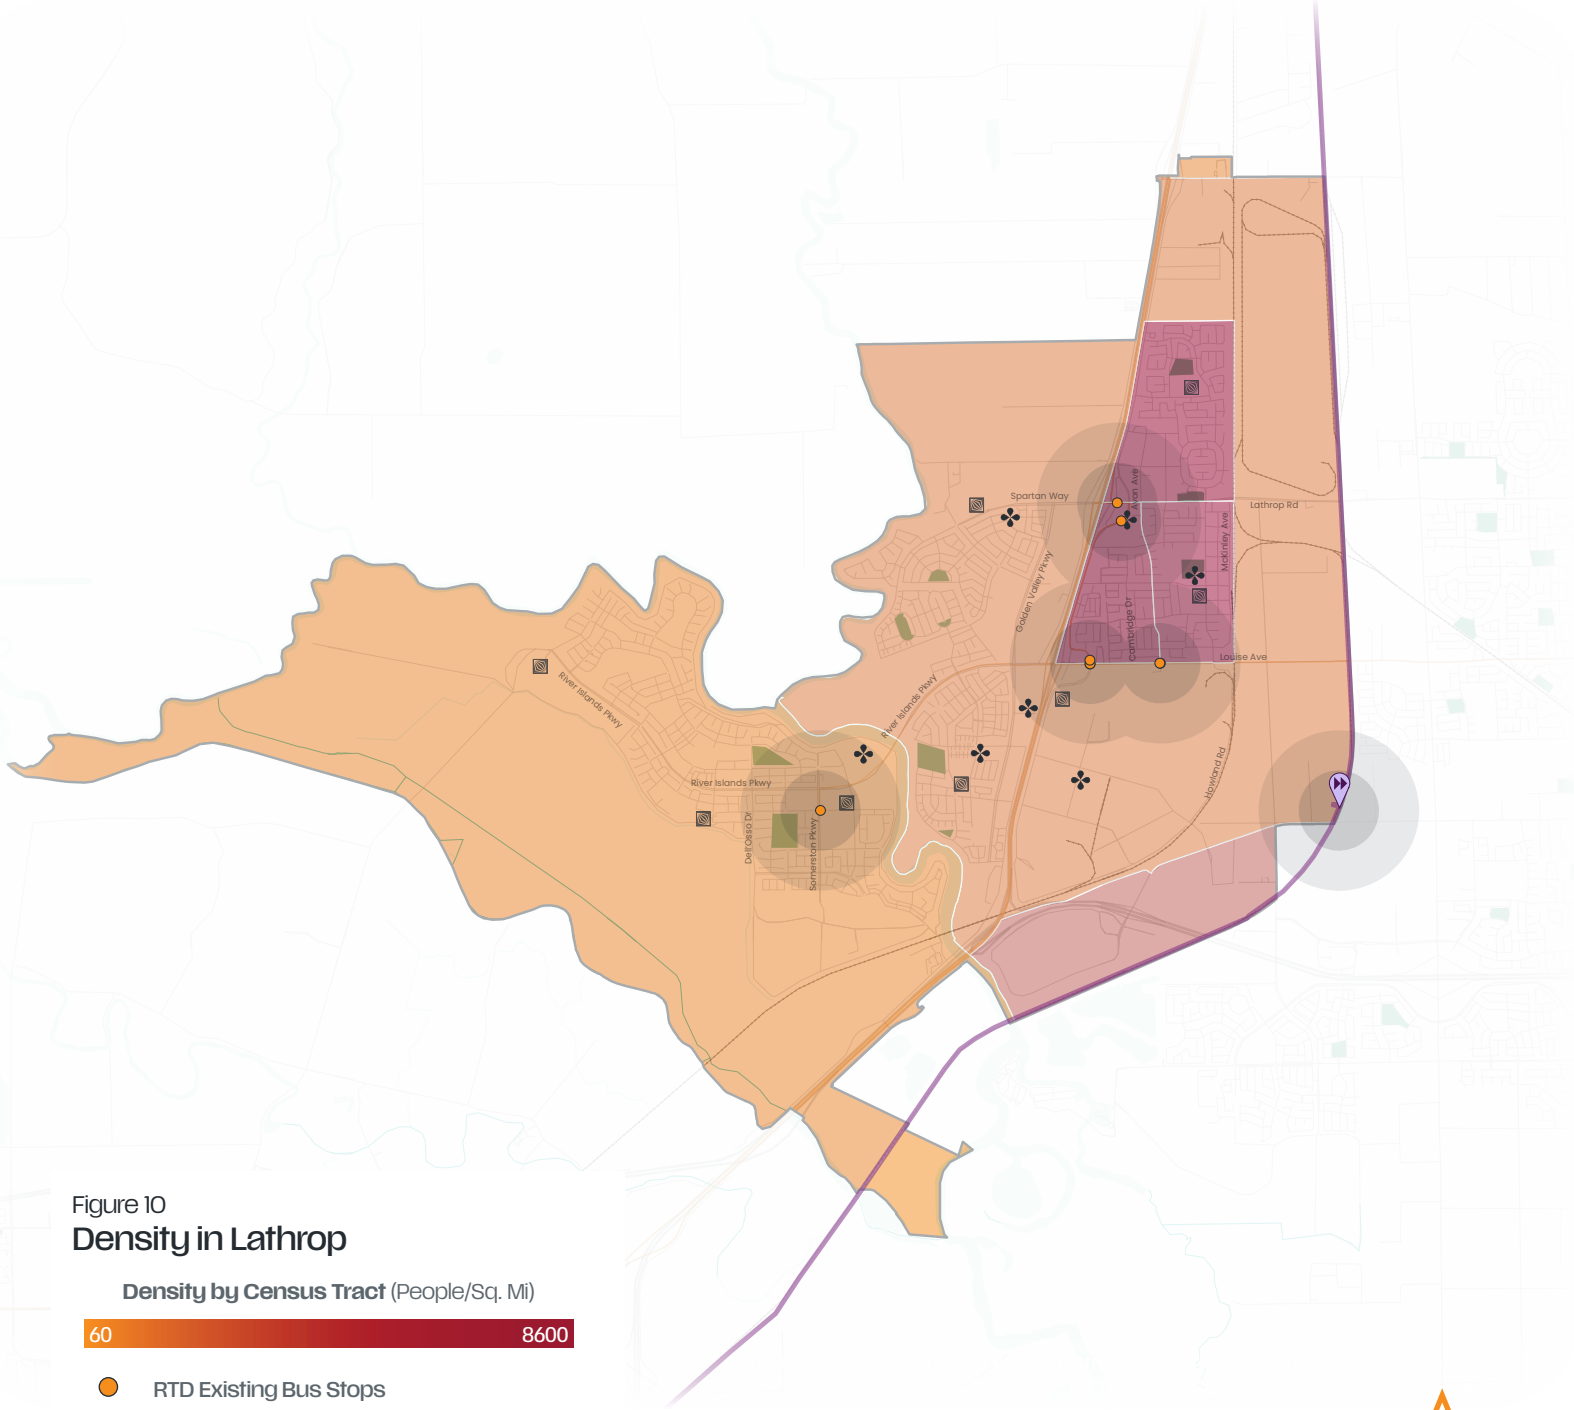 Spartan Way
Avon Ave
Lathrop Rd
McKinley Ave
Golden Valley Pkwy
Cambridge Dr
Louise Ave
River Islands Pkwy
River Islands Pkwy
River Islands Pkwy
Howland Rd
Dell'Osso Dr
Somerston Pkwy
Figure 10
Density in Lathrop
Density by Census Tract (People/Sq. Mi)
60 8600
RTD Existing Bus Stops